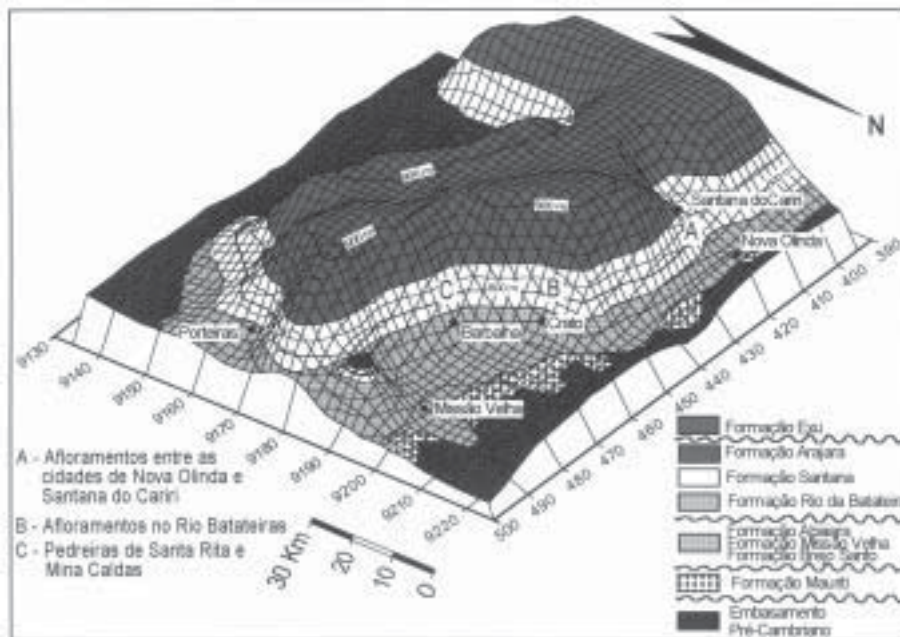 N
Santana do Cariri
A
Nova Olinda
900m
C
B
Crato
Barbalha
Porteiras
Missão Velha
9130
9140
9150
9160
9170
9180
9190
9200
9210
9220
500
490
480
470
460
450
440
430
420
410
400
390
A - Afloramentos entre as
cidades de Nova Olinda e
Santana do Cariri
B - Afloramentos no Rio Batateiras
C - Pedreiras de Santa Rita e
Mina Caldas
30 Km
20
10
0
Formação Exu
Formação Arajara
Formação Santana
Formação Rio da Batateir
Formação
Formação Missão Velha
Formação Brejo Santo
Formação Mauriti
Embasamento
Pré-Cambriano